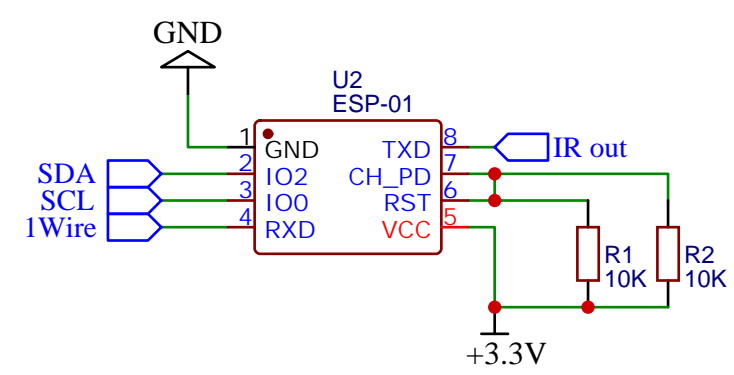 GND
U2
ESP-01
1 GND TXD 8 IR out
SDA 2 IO2 CH_PD 7
SCL 3 IO0 RST 6
1Wire 4 RXD VCC 5
R1 R2
10K 10K
+3.3V